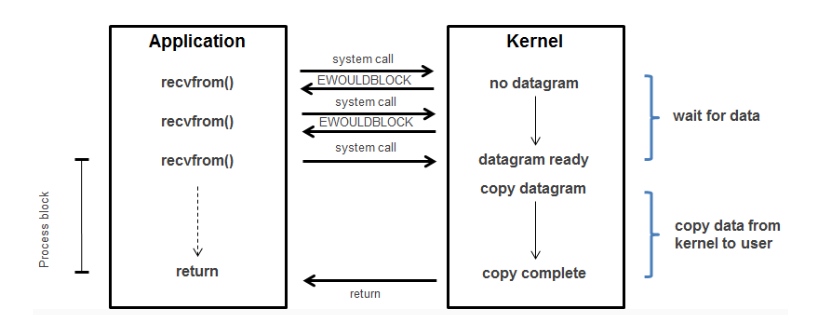 Application
Kernel
system call
recvfrom()
EWOULDBLOCK
no datagram
system call
wait for data
recvfrom()
EWOULDBLOCK
system call
recvfrom()
datagram ready
copy datagram
Process block
copy data from
kernel to user
return
copy complete
return